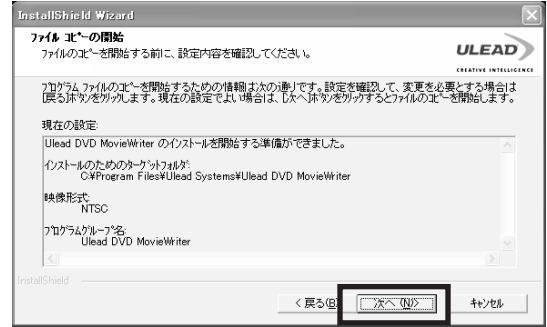 InstallShield Wizard
ファイル コピーの開始
ファイルのコピーを開始する前に、設定内容を確認してください。
ULEAD
CREATIVE INTELLIGENCE
プログラム ファイルのコピーを開始するための情報は次の通りです。設定を確認して、変更を必要とする場合は
[戻る]ボタンをクリックします。現在の設定でよい場合は、[次へ]ボタンをクリックするとファイルのコピーを開始します。
現在の設定:
Ulead DVD MovieWriter のインストールを開始する準備ができました。
インストールのためのターゲットフォルダ:
C:¥Program Files¥Ulead Systems¥Ulead DVD MovieWriter
映像形式:
NTSC
プログラムグループ名:
Ulead DVD MovieWriter
InstallShield
< 戻る(B)
次へ (N)>
キャンセル